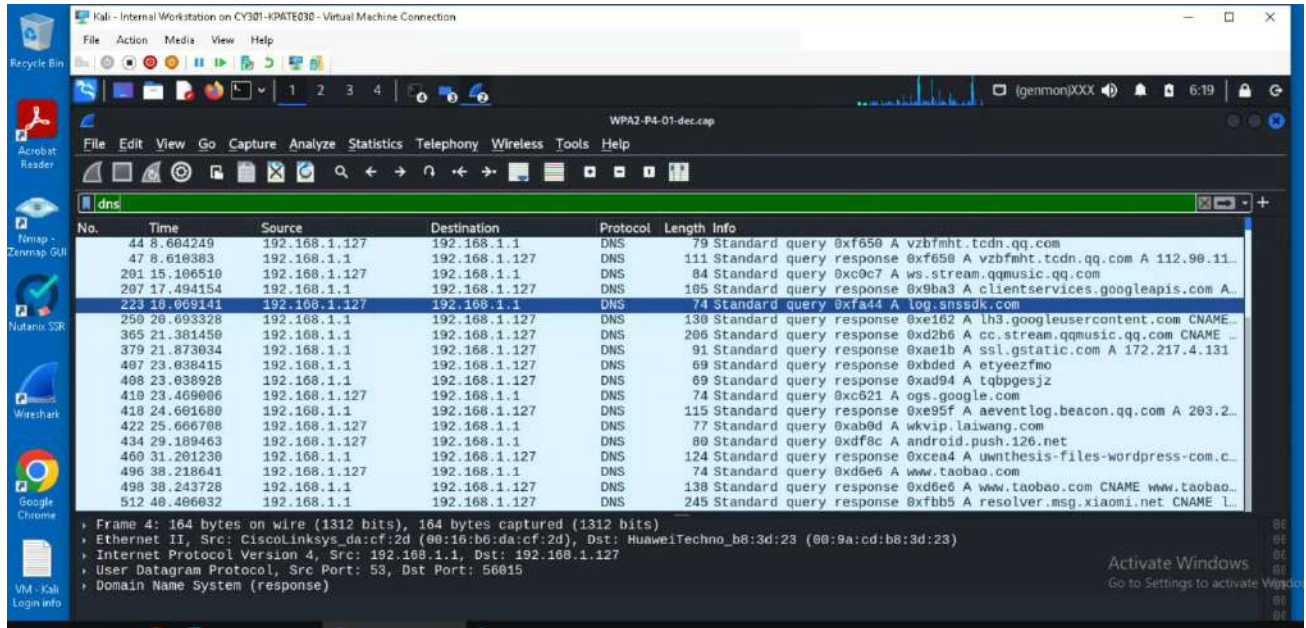 Kali - Internal Workstation on CY301-KPATE030 - Virtual Machine Connection
File Action Media View Help
Recycle Bin
1 2 3 4
(genmon)XXX 6:19
WPA2-P4-01-dec.cap
Acrobat Reader
File Edit View Go Capture Analyze Statistics Telephony Wireless Tools Help
dns
Nmap - Zenmap GUI
No. Time Source Destination Protocol Length Info
44 8.604249 192.168.1.127 192.168.1.1 DNS 79 Standard query 0xf650 A vzbfmht.tcdn.qq.com
47 8.610383 192.168.1.1 192.168.1.127 DNS 111 Standard query response 0xf650 A vzbfmht.tcdn.qq.com A 112.90.11…
201 15.106510 192.168.1.127 192.168.1.1 DNS 84 Standard query 0xc0c7 A ws.stream.qqmusic.qq.com
207 17.494154 192.168.1.1 192.168.1.127 DNS 105 Standard query response 0x9ba3 A clientservices.googleapis.com A…
223 18.069141 192.168.1.127 192.168.1.1 DNS 74 Standard query 0xfa44 A log.snssdk.com
250 20.693328 192.168.1.1 192.168.1.127 DNS 130 Standard query response 0xe162 A lh3.googleusercontent.com CNAME…
365 21.381450 192.168.1.1 192.168.1.127 DNS 206 Standard query response 0xd2b6 A cc.stream.qqmusic.qq.com CNAME …
379 21.873034 192.168.1.1 192.168.1.127 DNS 91 Standard query response 0xae1b A ssl.gstatic.com A 172.217.4.131
407 23.038415 192.168.1.1 192.168.1.127 DNS 69 Standard query response 0xbded A etyeezfmo
408 23.038928 192.168.1.1 192.168.1.127 DNS 69 Standard query response 0xad94 A tqbpgesjz
410 23.469006 192.168.1.127 192.168.1.1 DNS 74 Standard query 0xc621 A ogs.google.com
418 24.601680 192.168.1.1 192.168.1.127 DNS 115 Standard query response 0xe95f A aeventlog.beacon.qq.com A 203.2…
422 25.666708 192.168.1.127 192.168.1.1 DNS 77 Standard query 0xab0d A wkvip.laiwang.com
434 29.189463 192.168.1.127 192.168.1.1 DNS 80 Standard query 0xdf8c A android.push.126.net
460 31.201230 192.168.1.1 192.168.1.127 DNS 124 Standard query response 0xcea4 A uwnthesis-files-wordpress-com.c…
496 38.218641 192.168.1.127 192.168.1.1 DNS 74 Standard query 0xd6e6 A www.taobao.com
498 38.243728 192.168.1.1 192.168.1.127 DNS 138 Standard query response 0xd6e6 A www.taobao.com CNAME www.taobao…
512 40.406032 192.168.1.1 192.168.1.127 DNS 245 Standard query response 0xfbb5 A resolver.msg.xiaomi.net CNAME l…
Nutanix SSR
Wireshark
Google Chrome
Frame 4: 164 bytes on wire (1312 bits), 164 bytes captured (1312 bits)
Ethernet II, Src: CiscoLinksys_da:cf:2d (00:16:b6:da:cf:2d), Dst: HuaweiTechno_b8:3d:23 (00:9a:cd:b8:3d:23)
Internet Protocol Version 4, Src: 192.168.1.1, Dst: 192.168.1.127
User Datagram Protocol, Src Port: 53, Dst Port: 56015
Domain Name System (response)
VM - Kali Login info
Activate Windows
Go to Settings to activate Windo